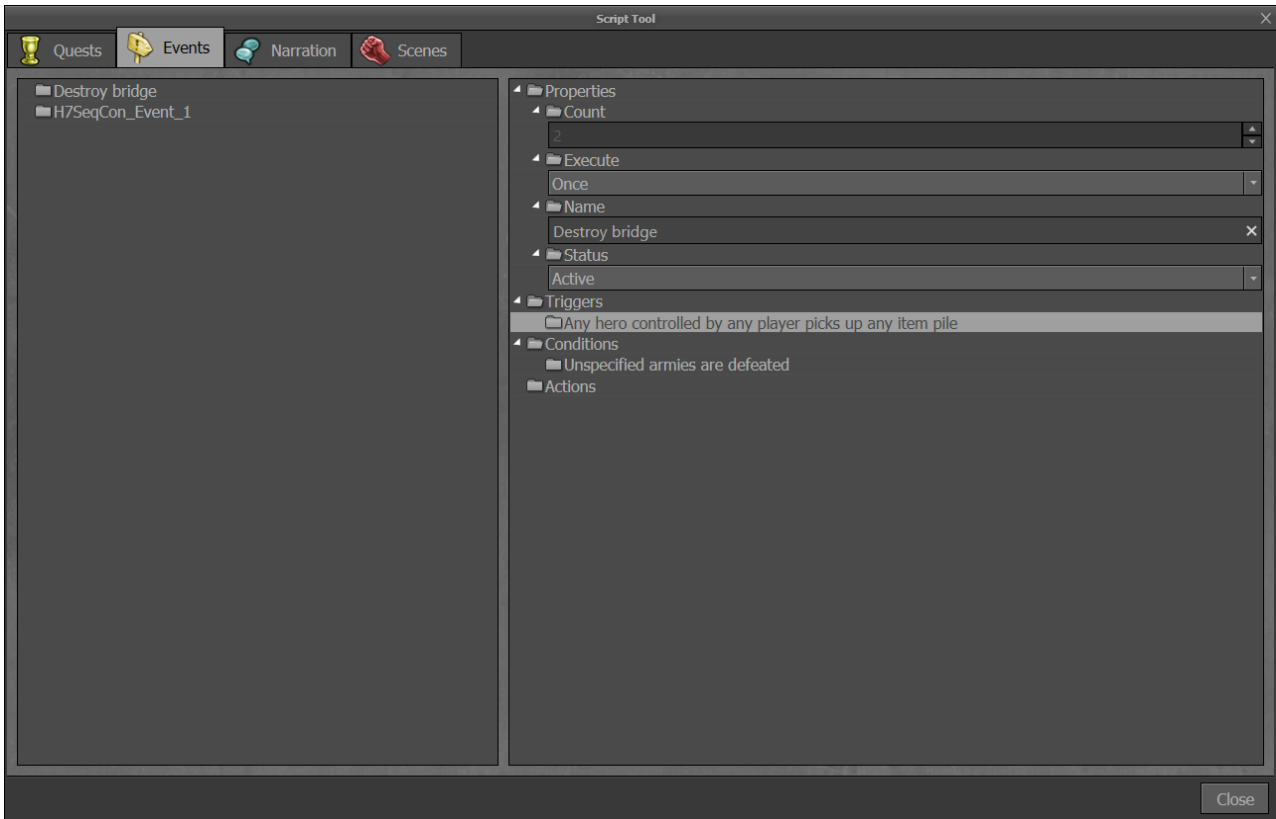 Script Tool
Quests
Events
Narration
Scenes
Destroy bridge
H7SeqCon_Event_1
Properties
Count
2
Execute
Once
Name
Destroy bridge
Status
Active
Triggers
Any hero controlled by any player picks up any item pile
Conditions
Unspecified armies are defeated
Actions
Close